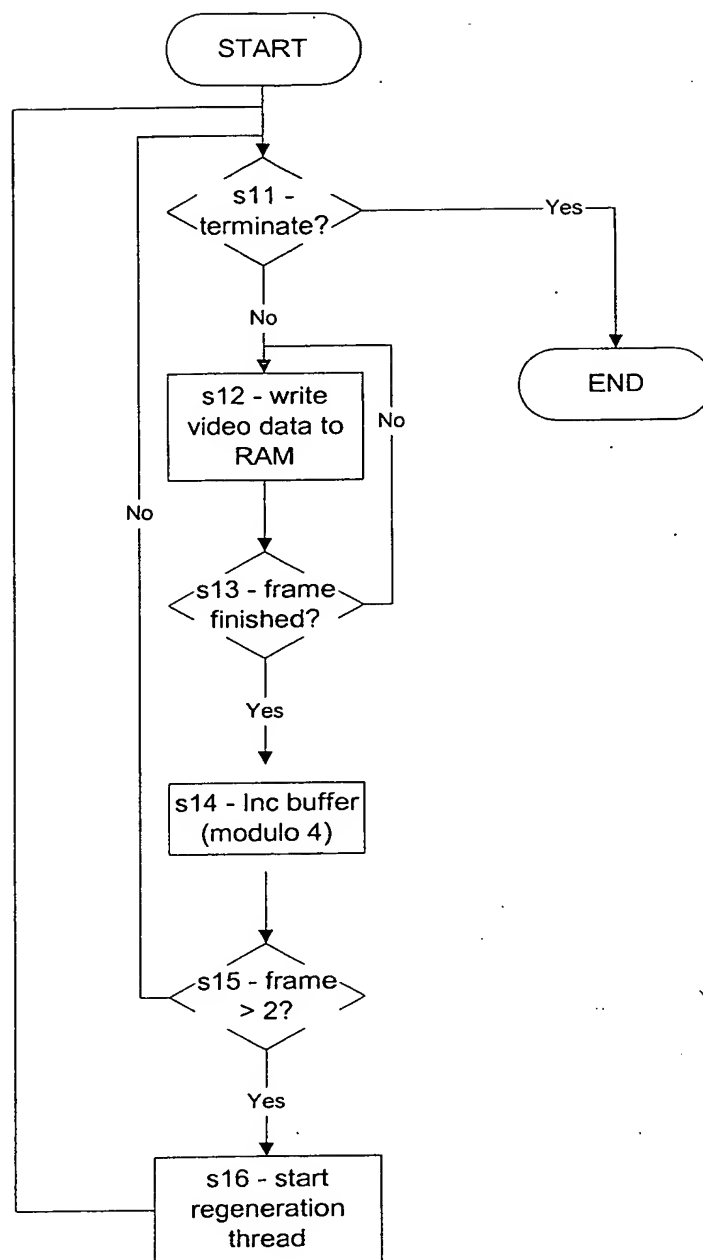 START
s11 -
terminate?
Yes
No
END
s12 - write
video data to
RAM
No
No
s13 - frame
finished?
Yes
s14 - Inc buffer
(modulo 4)
s15 - frame
> 2?
Yes
s16 - start
regeneration
thread